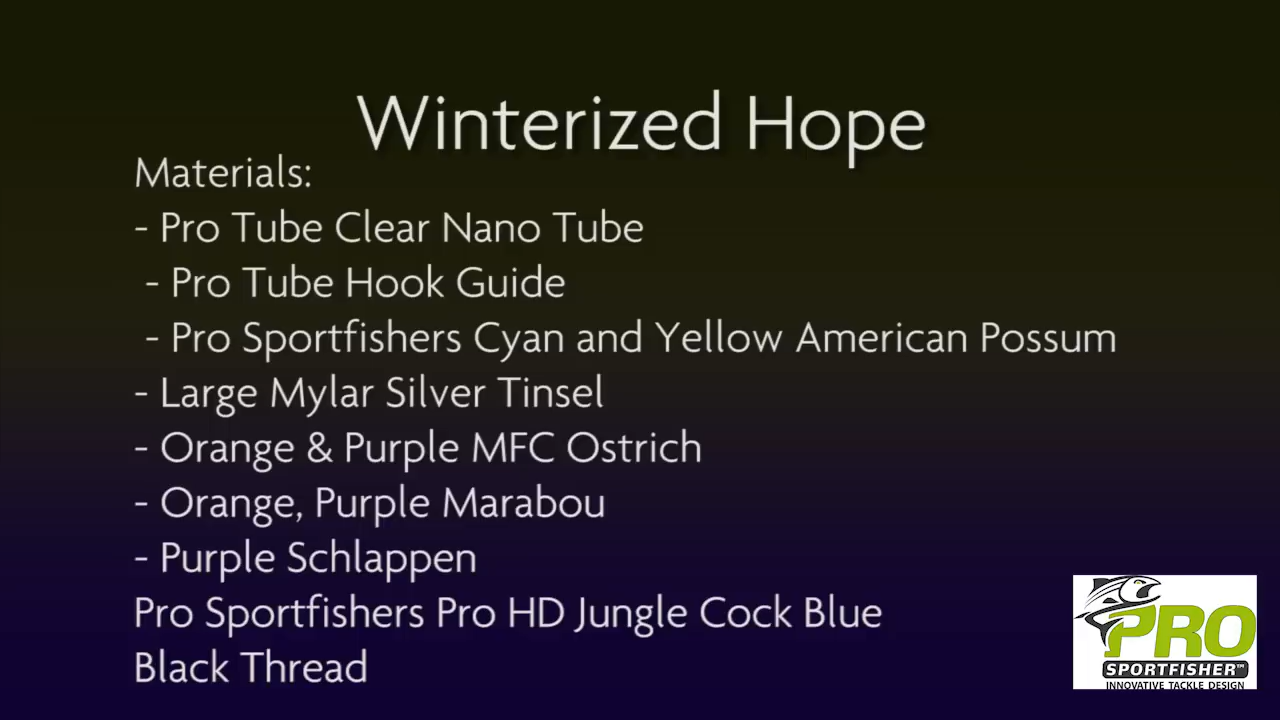 Winterized Hope
Materials:
- Pro Tube Clear Nano Tube
- Pro Tube Hook Guide
- Pro Sportfishers Cyan and Yellow American Possum
- Large Mylar Silver Tinsel
- Orange & Purple MFC Ostrich
- Orange, Purple Marabou
- Purple Schlappen
Pro Sportfishers Pro HD Jungle Cock Blue
Black Thread
PRO
SPORTFISHER™
INNOVATIVE TACKLE DESIGN